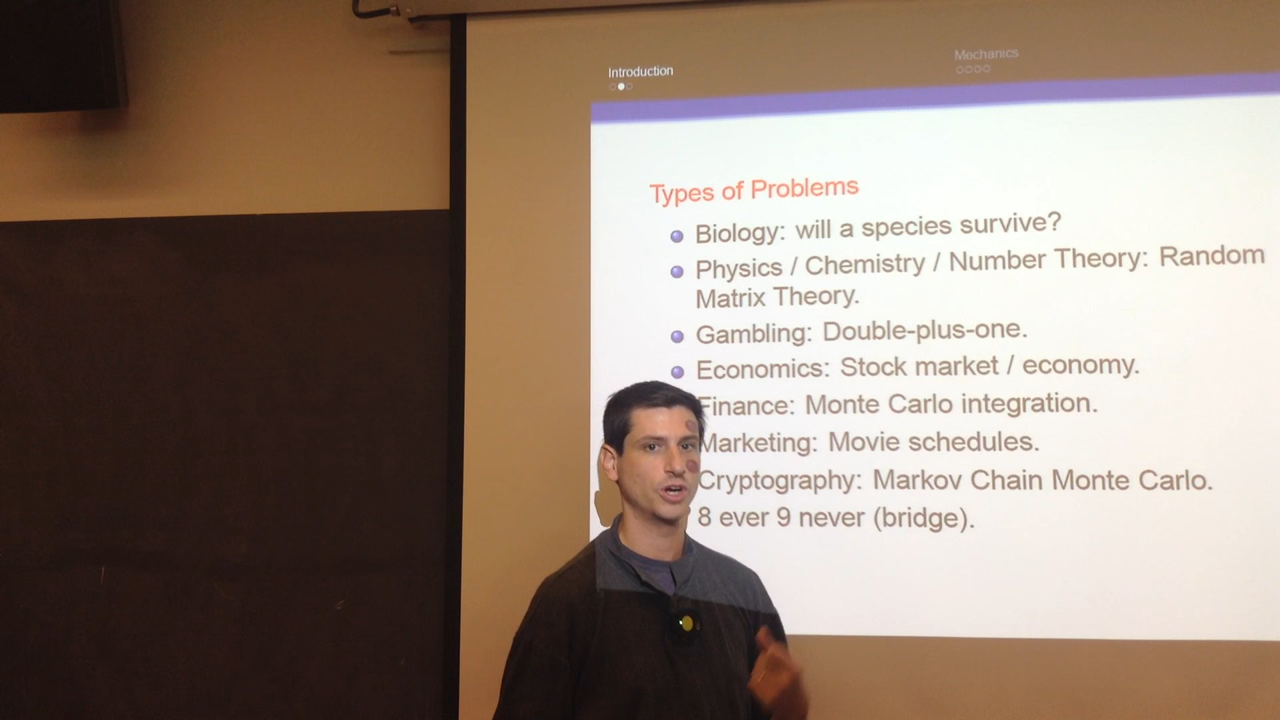 Introduction
Mechanics
Types of Problems
Biology: will a species survive?
Physics / Chemistry / Number Theory: Random
Matrix Theory.
Gambling: Double-plus-one.
Economics: Stock market / economy.
Finance: Monte Carlo integration.
Marketing: Movie schedules.
Cryptography: Markov Chain Monte Carlo.
8 ever 9 never (bridge).